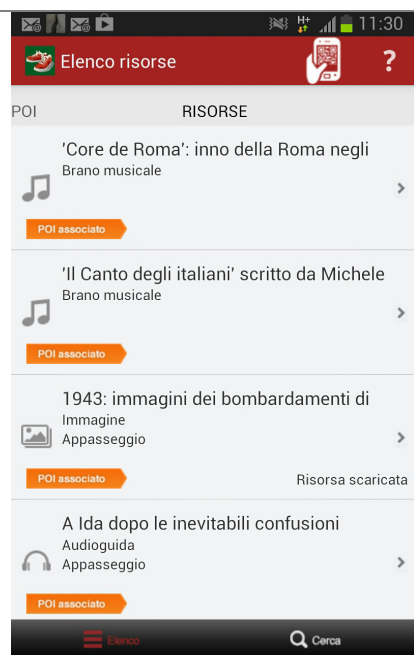 H+ 11:30
Elenco risorse ?
POI RISORSE
'Core de Roma': inno della Roma negli
Brano musicale
POI associato
'Il Canto degli italiani' scritto da Michele
Brano musicale
POI associato
1943: immagini dei bombardamenti di
Immagine
Appasseggio
POI associato Risorsa scaricata
A Ida dopo le inevitabili confusioni
Audioguida
Appasseggio
POI associato
Elenco Cerca